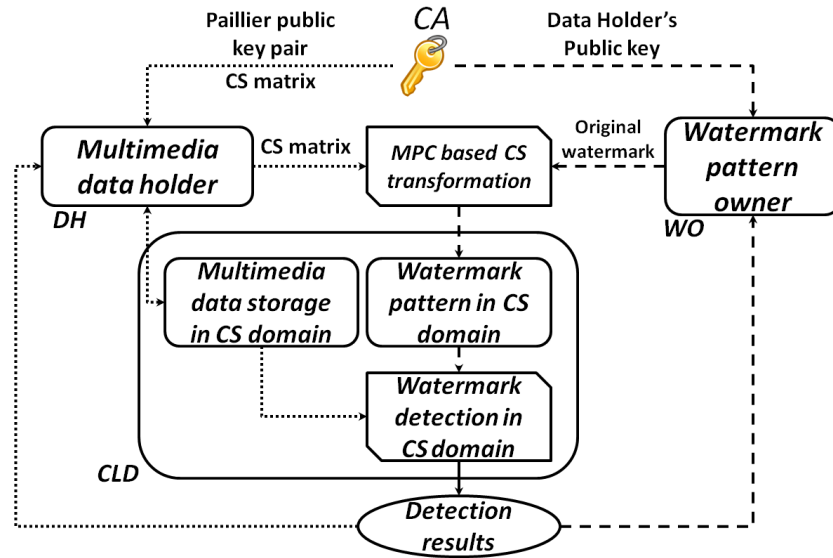 Paillier public
key pair
CS matrix
CA
Data Holder's
Public key
Multimedia
data holder
DH
CS matrix
MPC based CS
transformation
Original
watermark
Watermark
pattern
owner
WO
Multimedia
data storage
in CS domain
Watermark
pattern in CS
domain
Watermark
detection in
CS domain
CLD
Detection
results